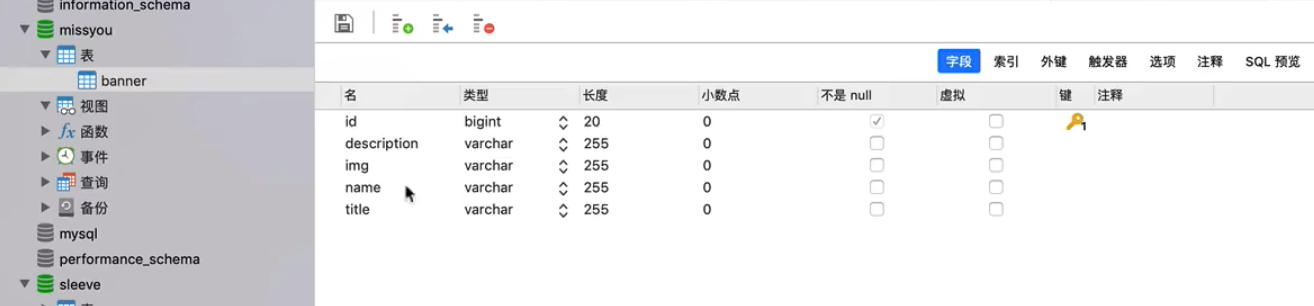 information_schema
missyou
表
banner
视图
fx 函数
事件
查询
备份
mysql
performance_schema
sleeve
字段 索引 外键 触发器 选项 注释 SQL 预览
名 类型 长度 小数点 不是 null 虚拟 键 注释
id bigint 20 0 1
description varchar 255 0
img varchar 255 0
name varchar 255 0
title varchar 255 0